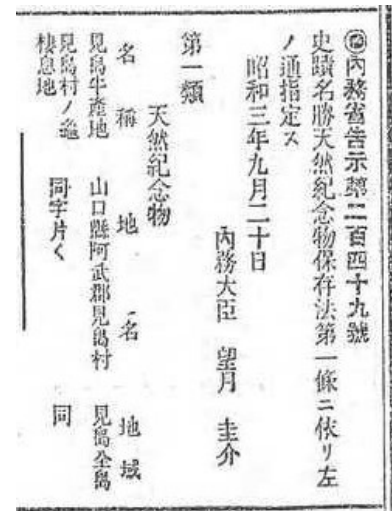 ◉內務省吿示第二百四十九號
史蹟名勝天然紀念物保存法第一條ニ依リ左
ノ通指定ス
昭和三年九月二十日
內務大臣 望月 圭介
第一類
天然紀念物
名稱 地名 地域
見島牛產地 山口縣阿武郡見島村 見島全島
見島村ノ龜 同字片く 同
棲息地